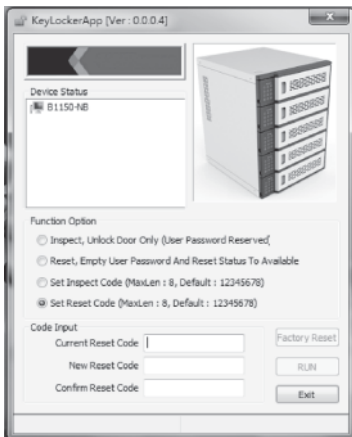 KeyLockerApp [Ver : 0.0.0.4]
Device Status
B1150-NB
Function Option
Inspect, Unlock Door Only (User Password Reserved(
Reset, Empty User Password And Reset Status To Available
Set Inspect Code (MaxLen : 8, Default : 12345678)
Set Reset Code (MaxLen : 8, Default : 12345678)
Code Input
Current Reset Code
New Reset Code
Confirm Reset Code
Factory Reset
RUN
Exit